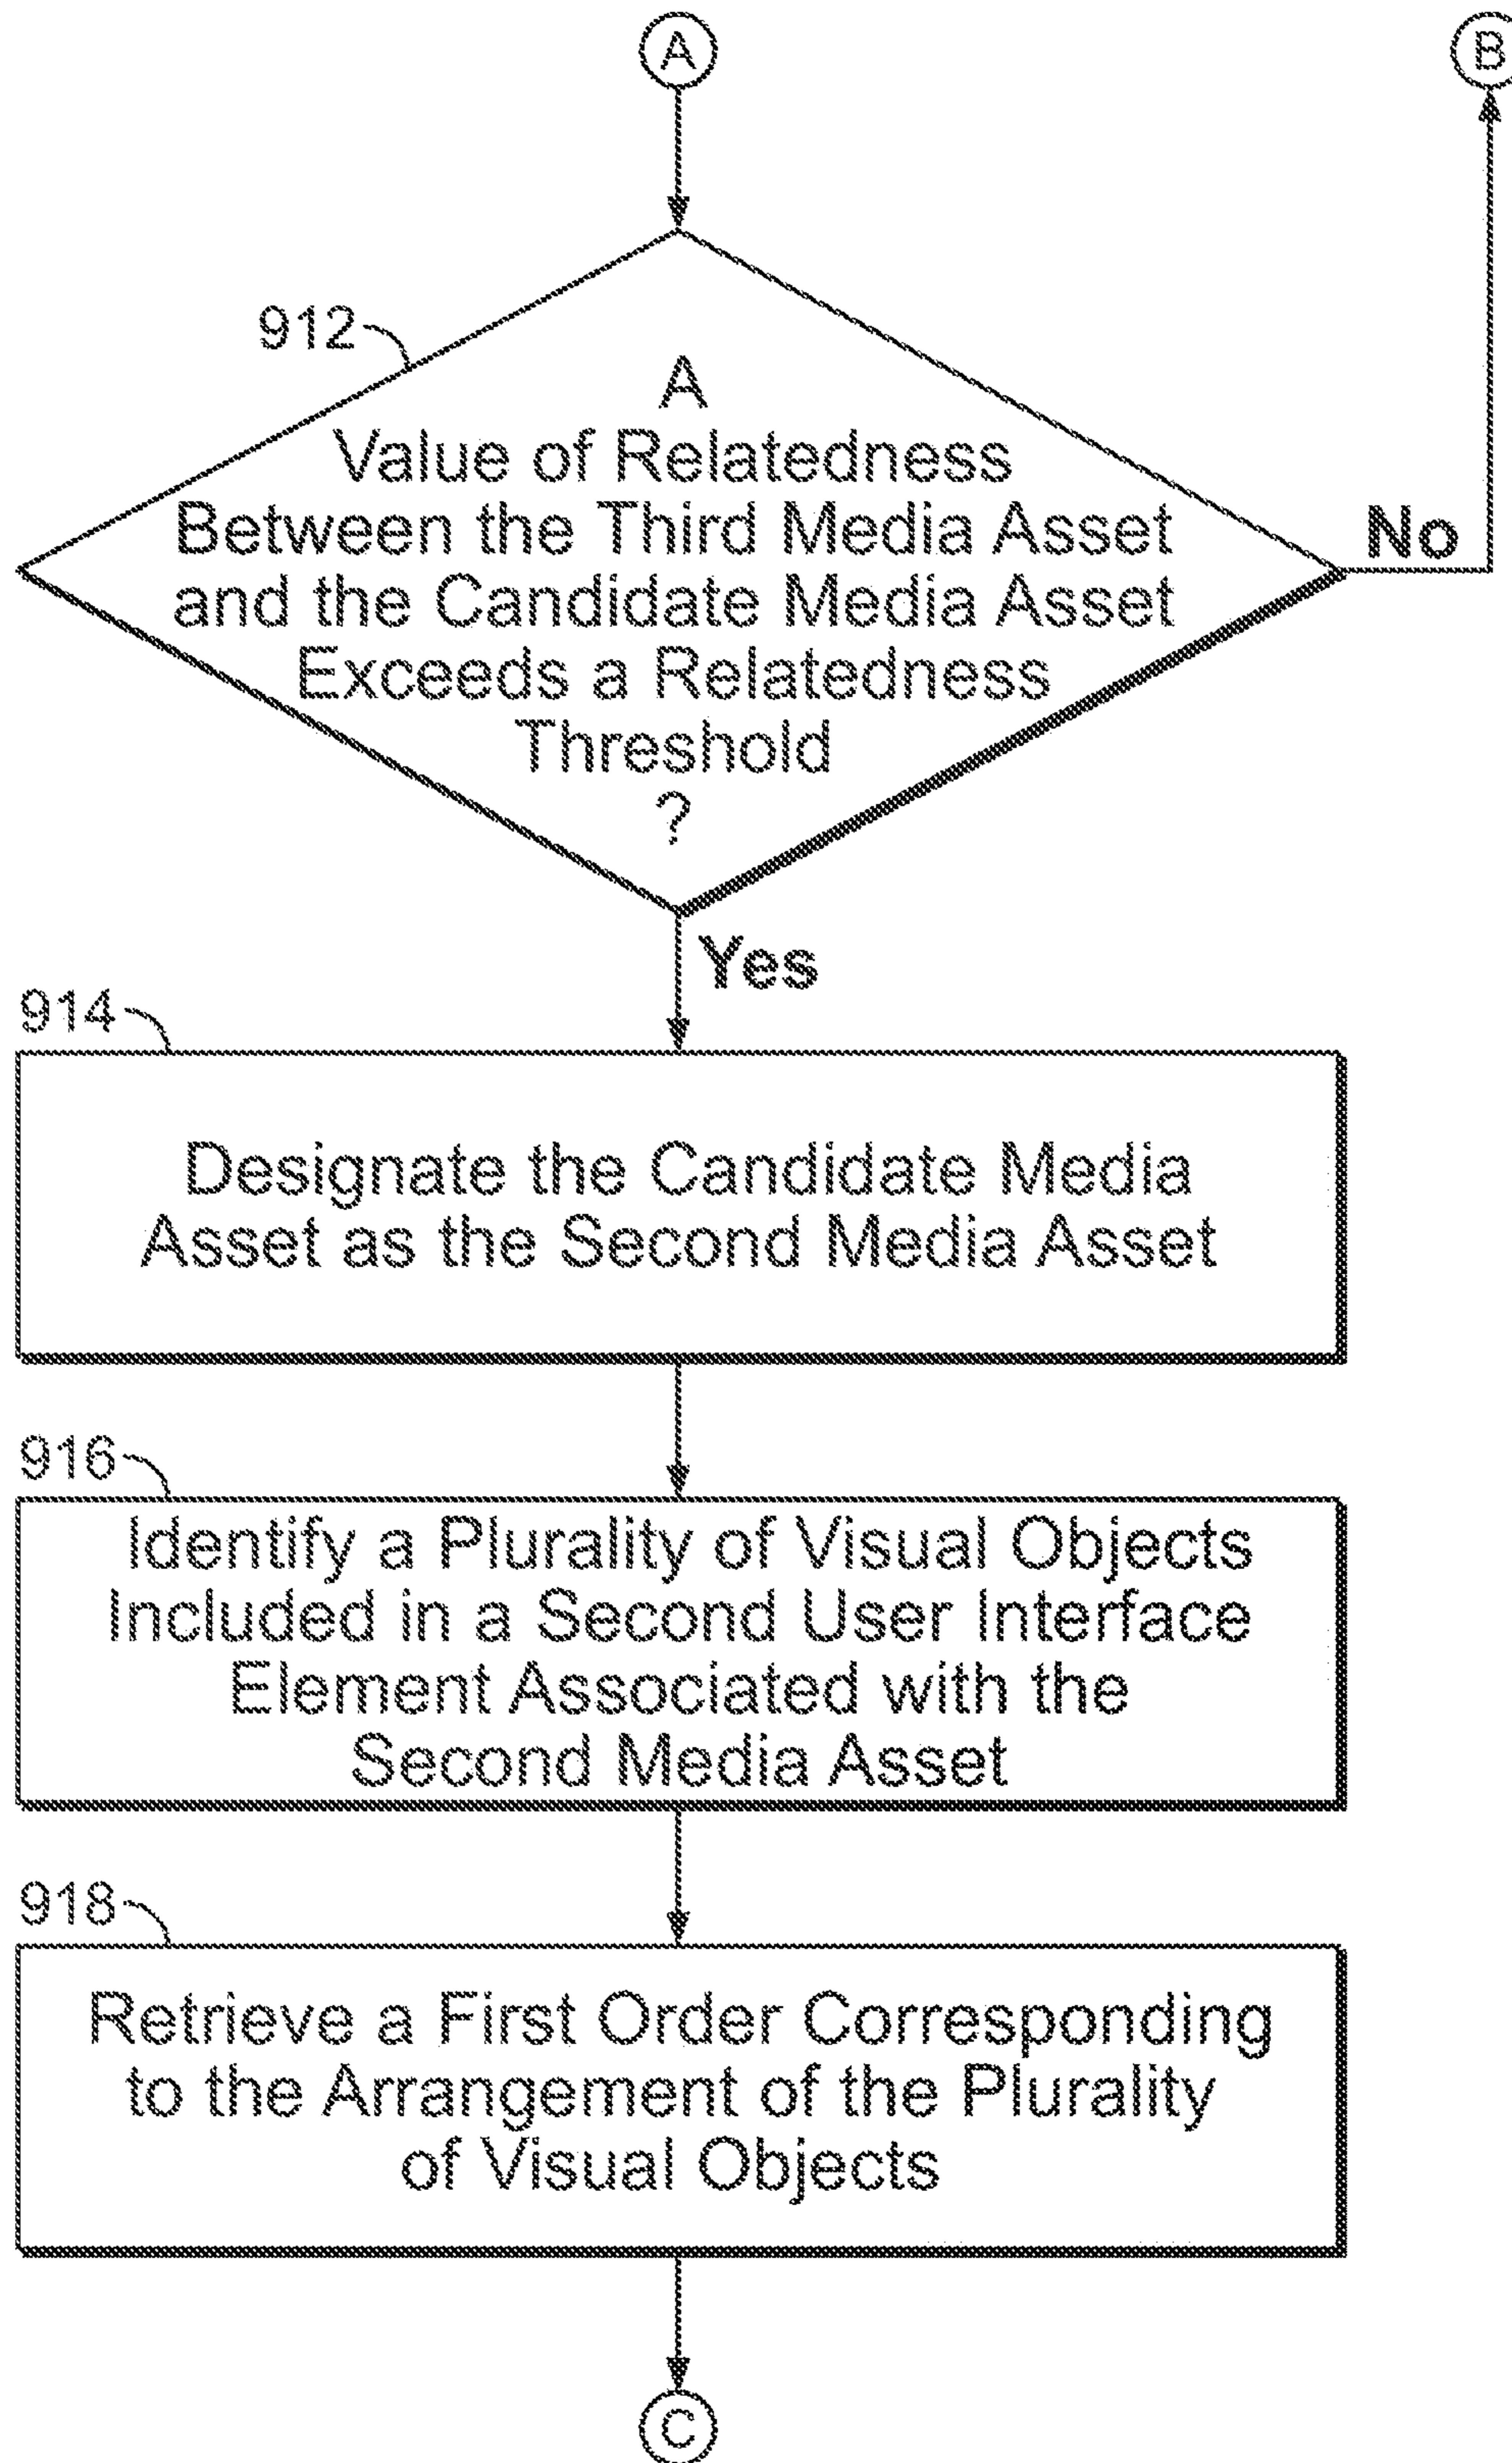 A
B
912
A
Value of Relatedness
Between the Third Media Asset
and the Candidate Media Asset
Exceeds a Relatedness
Threshold
?
No
Yes
914
Designate the Candidate Media
Asset as the Second Media Asset
916
Identify a Plurality of Visual Objects
Included in a Second User Interface
Element Associated with the
Second Media Asset
918
Retrieve a First Order Corresponding
to the Arrangement of the Plurality
of Visual Objects
C